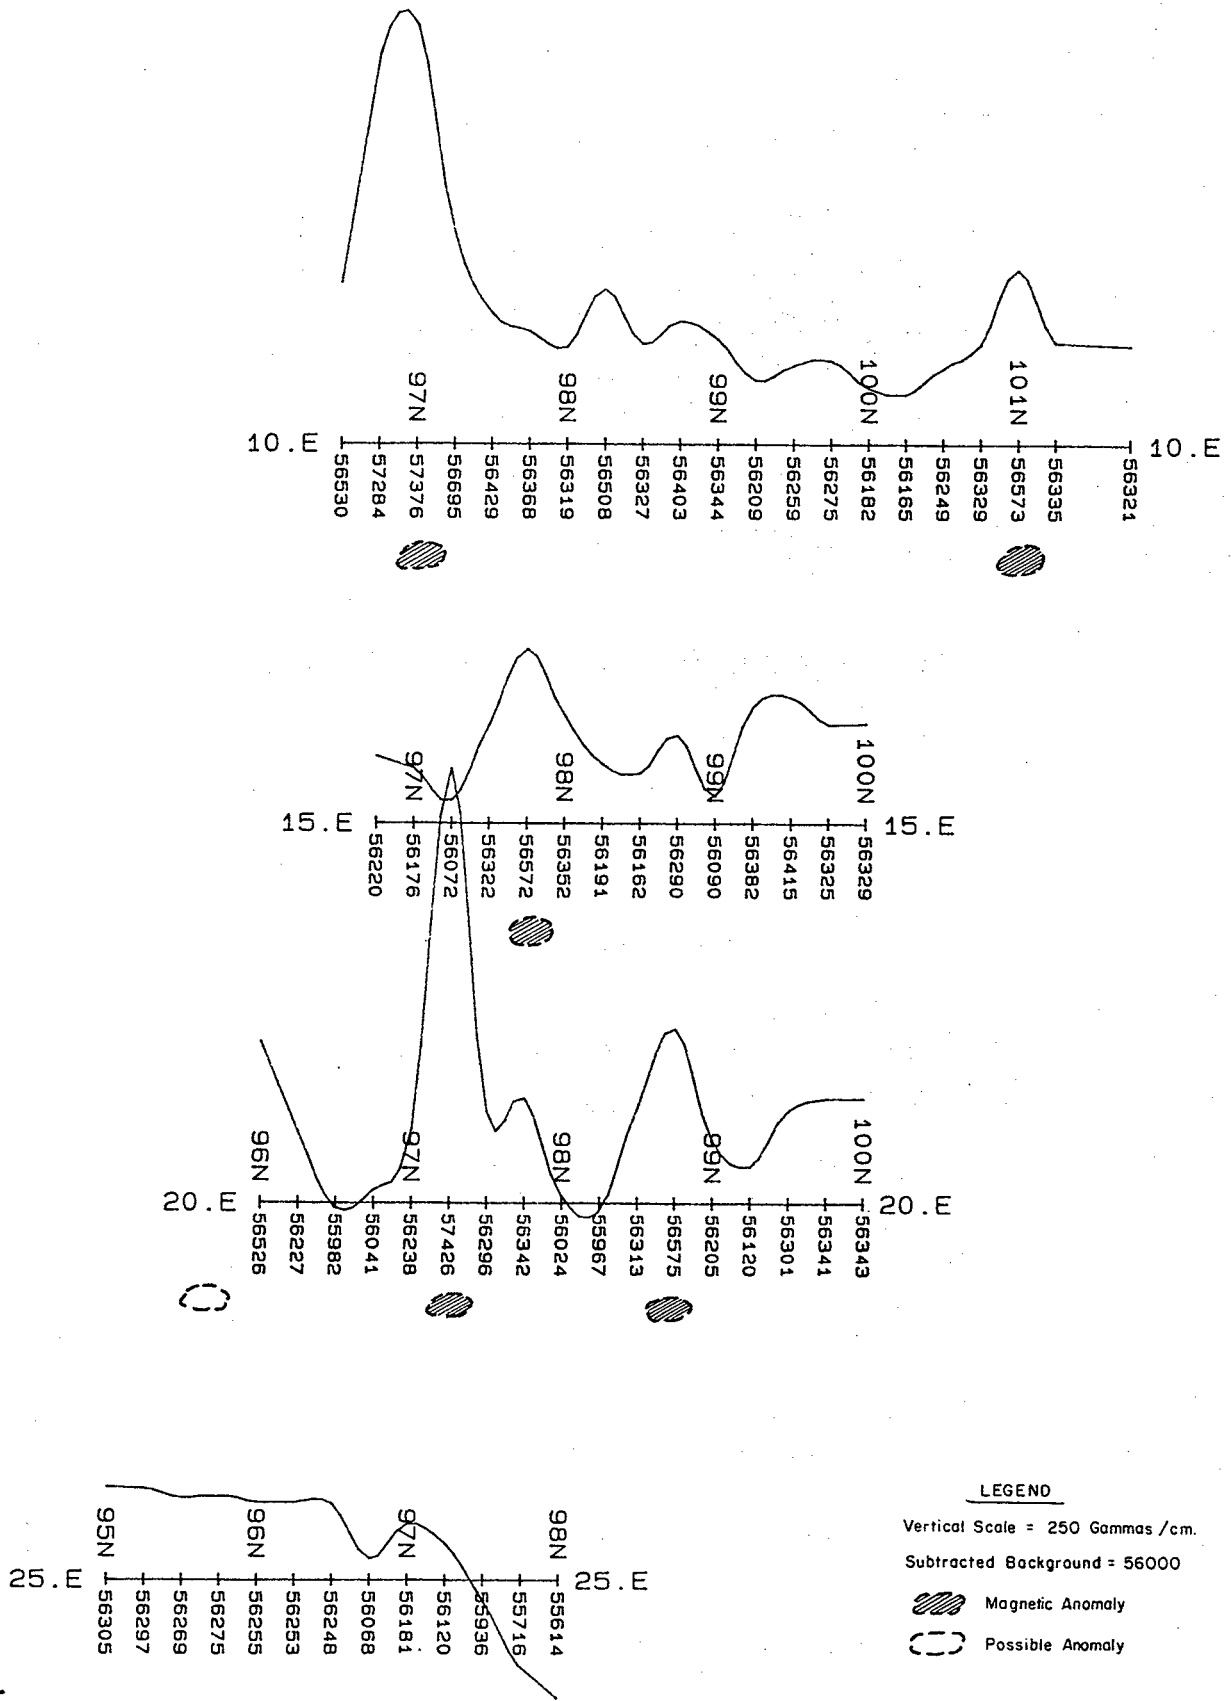 97N 98N 99N 100N 101N
10.E 10.E
56530 57284 57376 56695 56429 56368 56319 56508 56327 56403 56344 56209 56259 56275 56182 56165 56249 56329 56573 56335 56321
97N 98N 99N 100N
15.E 15.E
56220 56176 56072 56322 56572 56352 56191 56162 56290 56090 56382 56415 56325 56329
96N 97N 98N 99N 100N
20.E 20.E
56526 56227 55982 56041 56238 57426 56296 56342 56024 55967 56313 56575 56205 56120 56301 56341 56343
95N 96N 97N 98N
25.E 25.E
56305 56297 56269 56275 56255 56253 56248 56068 56181 56120 55936 55716 55614
LEGEND
Vertical Scale = 250 Gammas /cm.
Subtracted Background = 56000
Magnetic Anomaly
Possible Anomaly